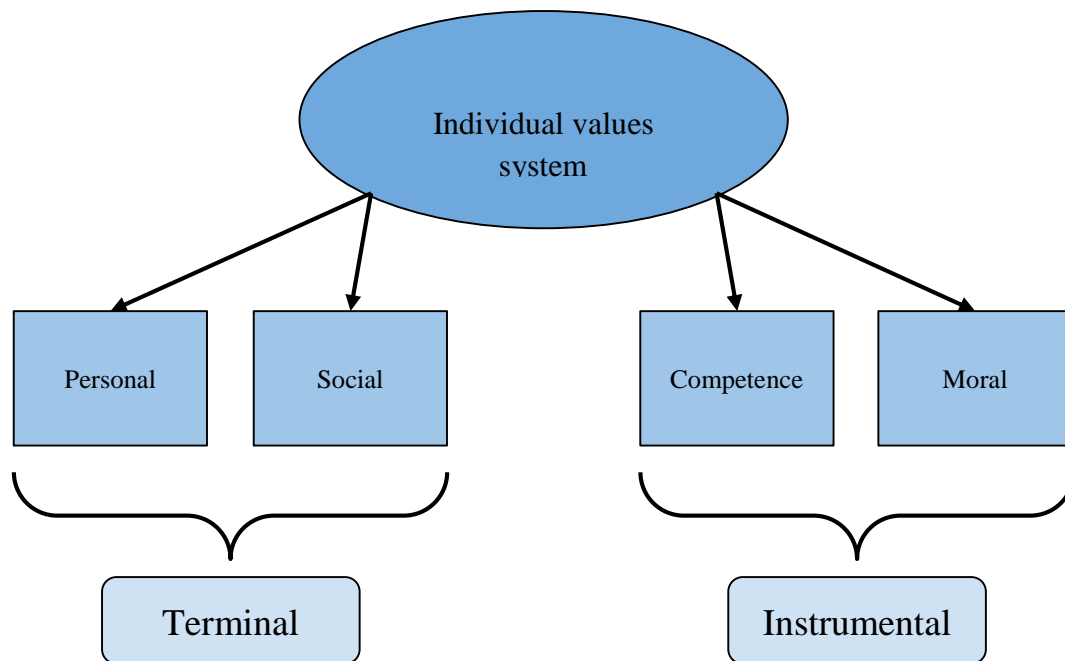 Individual values
system
Personal
Social
Competence
Moral
Terminal
Instrumental